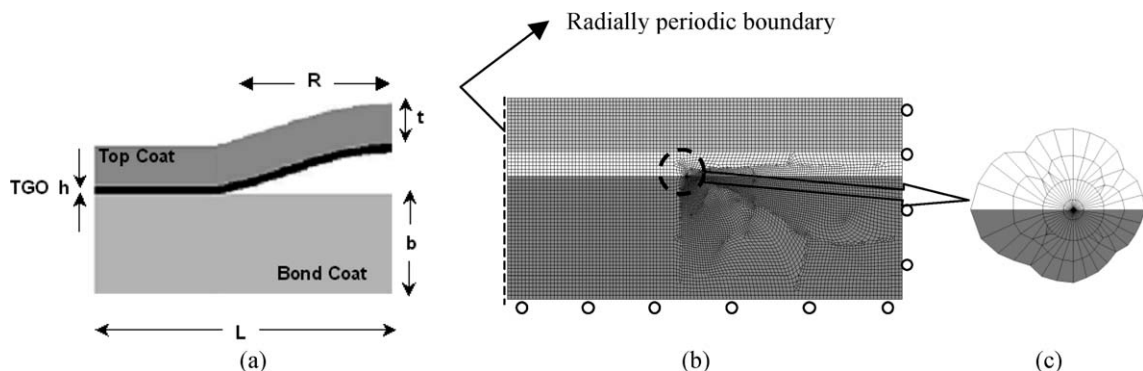 Radially periodic boundary
R
t
Top Coat
TGO h
b
Bond Coat
L
(a)
(b)
(c)